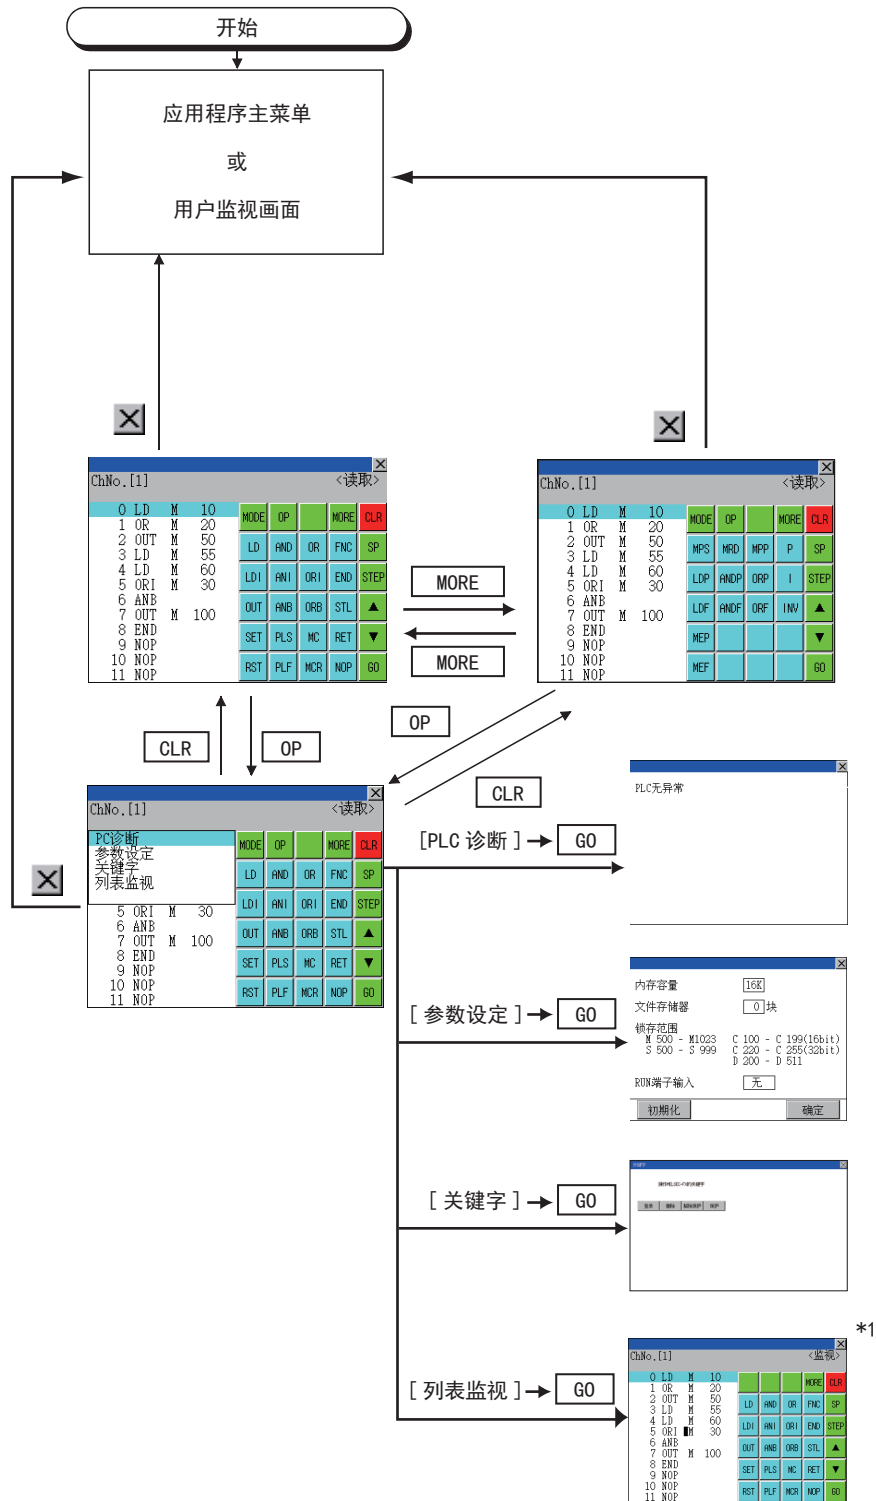 开始
应用程序主菜单
或
用户监视画面
ChNo.[1] <读取>
0 LD M 10
1 OR M 20
2 OUT M 50
3 LD M 55
4 LD M 60
5 ORI M 30
6 ANB
7 OUT M 100
8 END
9 NOP
10 NOP
11 NOP
MODE OP MORE CLR
LD AND OR FNC SP
LDI ANI ORI END STEP
OUT ANB ORB STL ▲
SET PLS MC RET ▼
RST PLF MCR NOP GO
MORE
MORE
ChNo.[1] <读取>
0 LD M 10
1 OR M 20
2 OUT M 50
3 LD M 55
4 LD M 60
5 ORI M 30
6 ANB
7 OUT M 100
8 END
9 NOP
10 NOP
11 NOP
MODE OP MORE CLR
MPS MRD MPP P SP
LDP ANDP ORP I STEP
LDF ANDF ORF INV ▲
MEP ▼
MEF GO
CLR
OP
OP
CLR
ChNo.[1] <读取>
PC诊断
参数设定
关键字
列表监视
5 ORI M 30
6 ANB
7 OUT M 100
8 END
9 NOP
10 NOP
11 NOP
MODE OP MORE CLR
LD AND OR FNC SP
LDI ANI ORI END STEP
OUT ANB ORB STL ▲
SET PLS MC RET ▼
RST PLF MCR NOP GO
[PLC 诊断] → GO
PLC无异常
[参数设定] → GO
内存容量 16K
文件存储器 0 块
锁存范围
M 500 - M1023 C 100 - C 199(16bit)
S 500 - S 999 C 220 - C 255(32bit)
D 200 - D 511
RUN端子输入 无
初期化 确定
[关键字] → GO
[列表监视] → GO
*1
ChNo.[1] <监视>
0 LD M 10
1 OR M 20
2 OUT M 50
3 LD M 55
4 LD M 60
5 ORI M 30
6 ANB
7 OUT M 100
8 END
9 NOP
10 NOP
11 NOP
MORE CLR
LD AND OR FNC SP
LDI ANI ORI END STEP
OUT ANB ORB STL ▲
SET PLS MC RET ▼
RST PLF MCR NOP GO